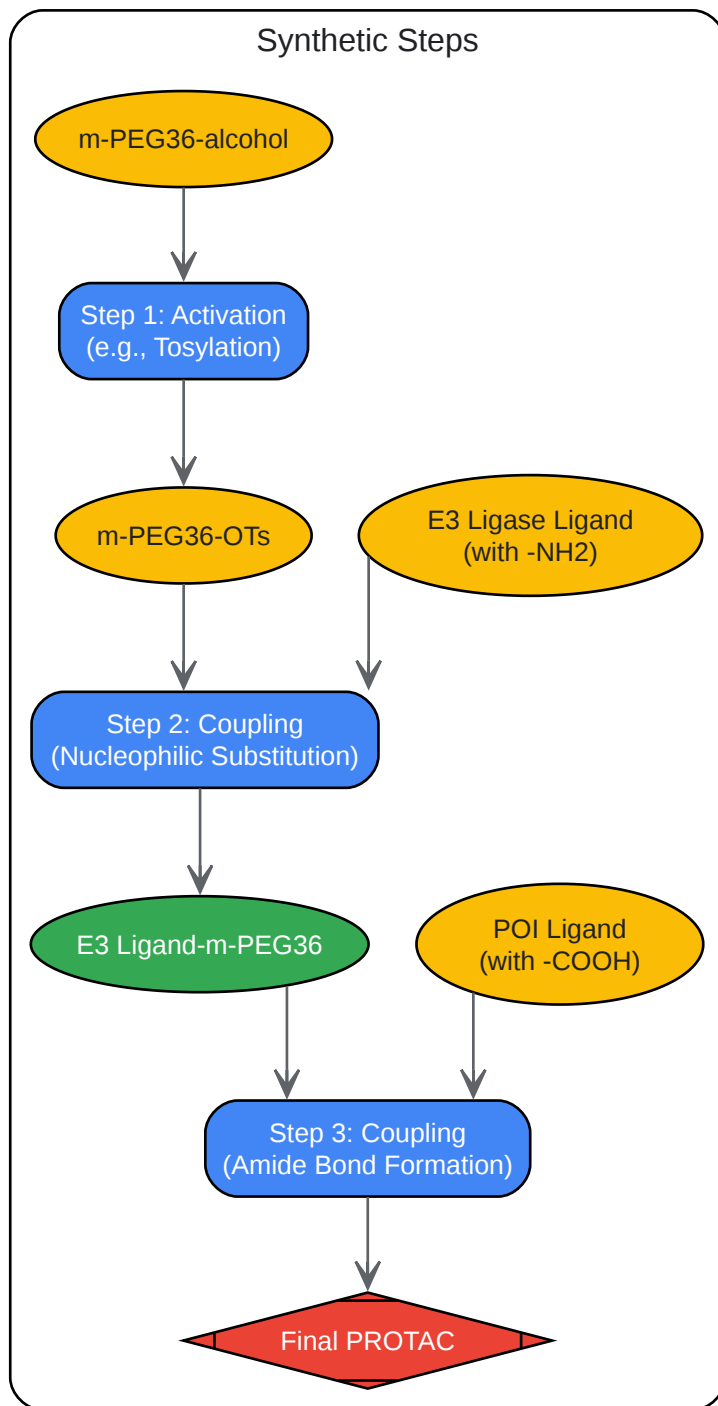 Synthetic Steps
m-PEG36-alcohol
Step 1: Activation
(e.g., Tosylation)
m-PEG36-OTs
E3 Ligase Ligand
(with -NH2)
Step 2: Coupling
(Nucleophilic Substitution)
E3 Ligand-m-PEG36
POI Ligand
(with -COOH)
Step 3: Coupling
(Amide Bond Formation)
Final PROTAC